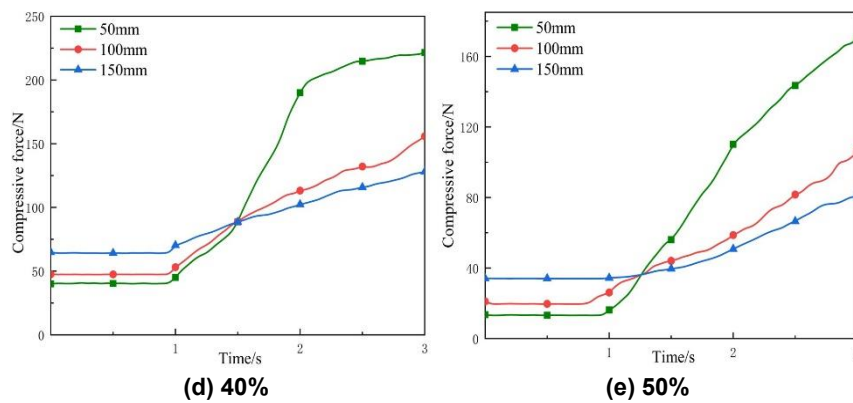 250
200
150
100
50
0
Compressive force/N
50mm
100mm
150mm
1
2
3
Time/s
(d) 40%
160
120
80
40
0
Compressive force/N
50mm
100mm
150mm
1
2
Time/s
(e) 50%